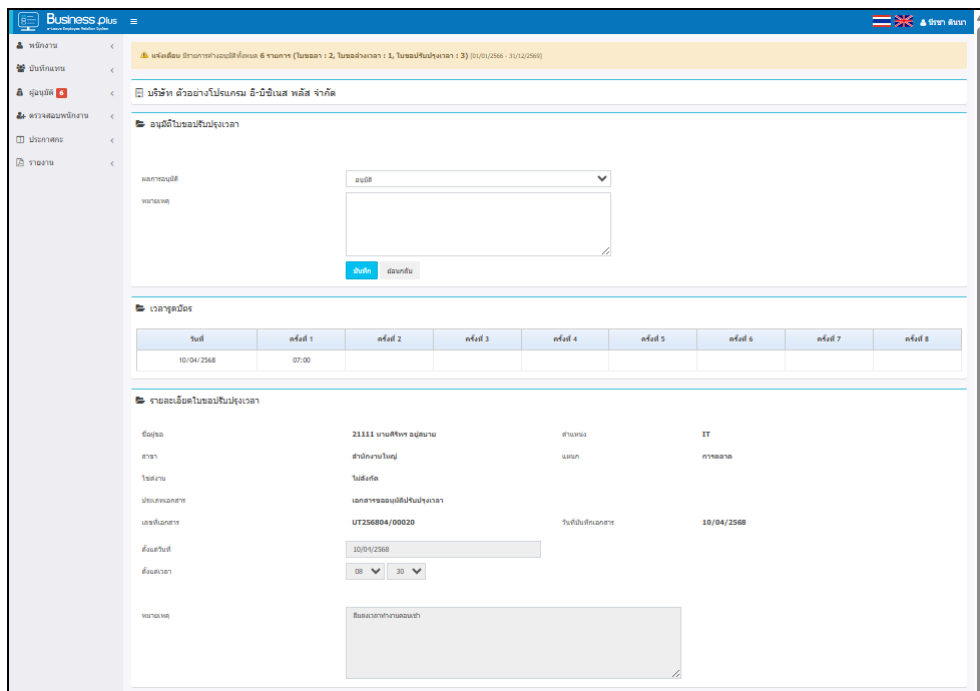 Business plus
e-Leave Employee Relation System
ธีรชา ตันนา
พนักงาน
บันทึกแทน
ผู้อนุมัติ 6
ตรวจสอบพนักงาน
ประกาศกะ
รายงาน
แจ้งเตือน มีรายการค้างอนุมัติทั้งหมด 6 รายการ (ใบขอลา : 2, ใบขอล่วงเวลา : 1, ใบขอปรับปรุงเวลา : 3) [01/01/2566 - 31/12/2569]
บริษัท ตัวอย่างโปรแกรม อี-บิซิเนส พลัส จำกัด
อนุมัติใบขอปรับปรุงเวลา
ผลการอนุมัติ อนุมัติ
หมายเหตุ
บันทึก ย้อนกลับ
เวลารูดบัตร
วันที่ ครั้งที่ 1 ครั้งที่ 2 ครั้งที่ 3 ครั้งที่ 4 ครั้งที่ 5 ครั้งที่ 6 ครั้งที่ 7 ครั้งที่ 8
10/04/2568 07:00
รายละเอียดใบขอปรับปรุงเวลา
ชื่อผู้ขอ 21111 นายศิริพร อยู่สบาย ตำแหน่ง IT
สาขา สำนักงานใหญ่ แผนก การตลาด
ไซต์งาน ไม่สังกัด
ประเภทเอกสาร เอกสารขออนุมัติปรับปรุงเวลา
เลขที่เอกสาร UT256804/00020 วันที่บันทึกเอกสาร 10/04/2568
ตั้งแต่วันที่ 10/04/2568
ตั้งแต่เวลา 08 30
หมายเหตุ ลืมลงเวลาทำงานตอนเช้า